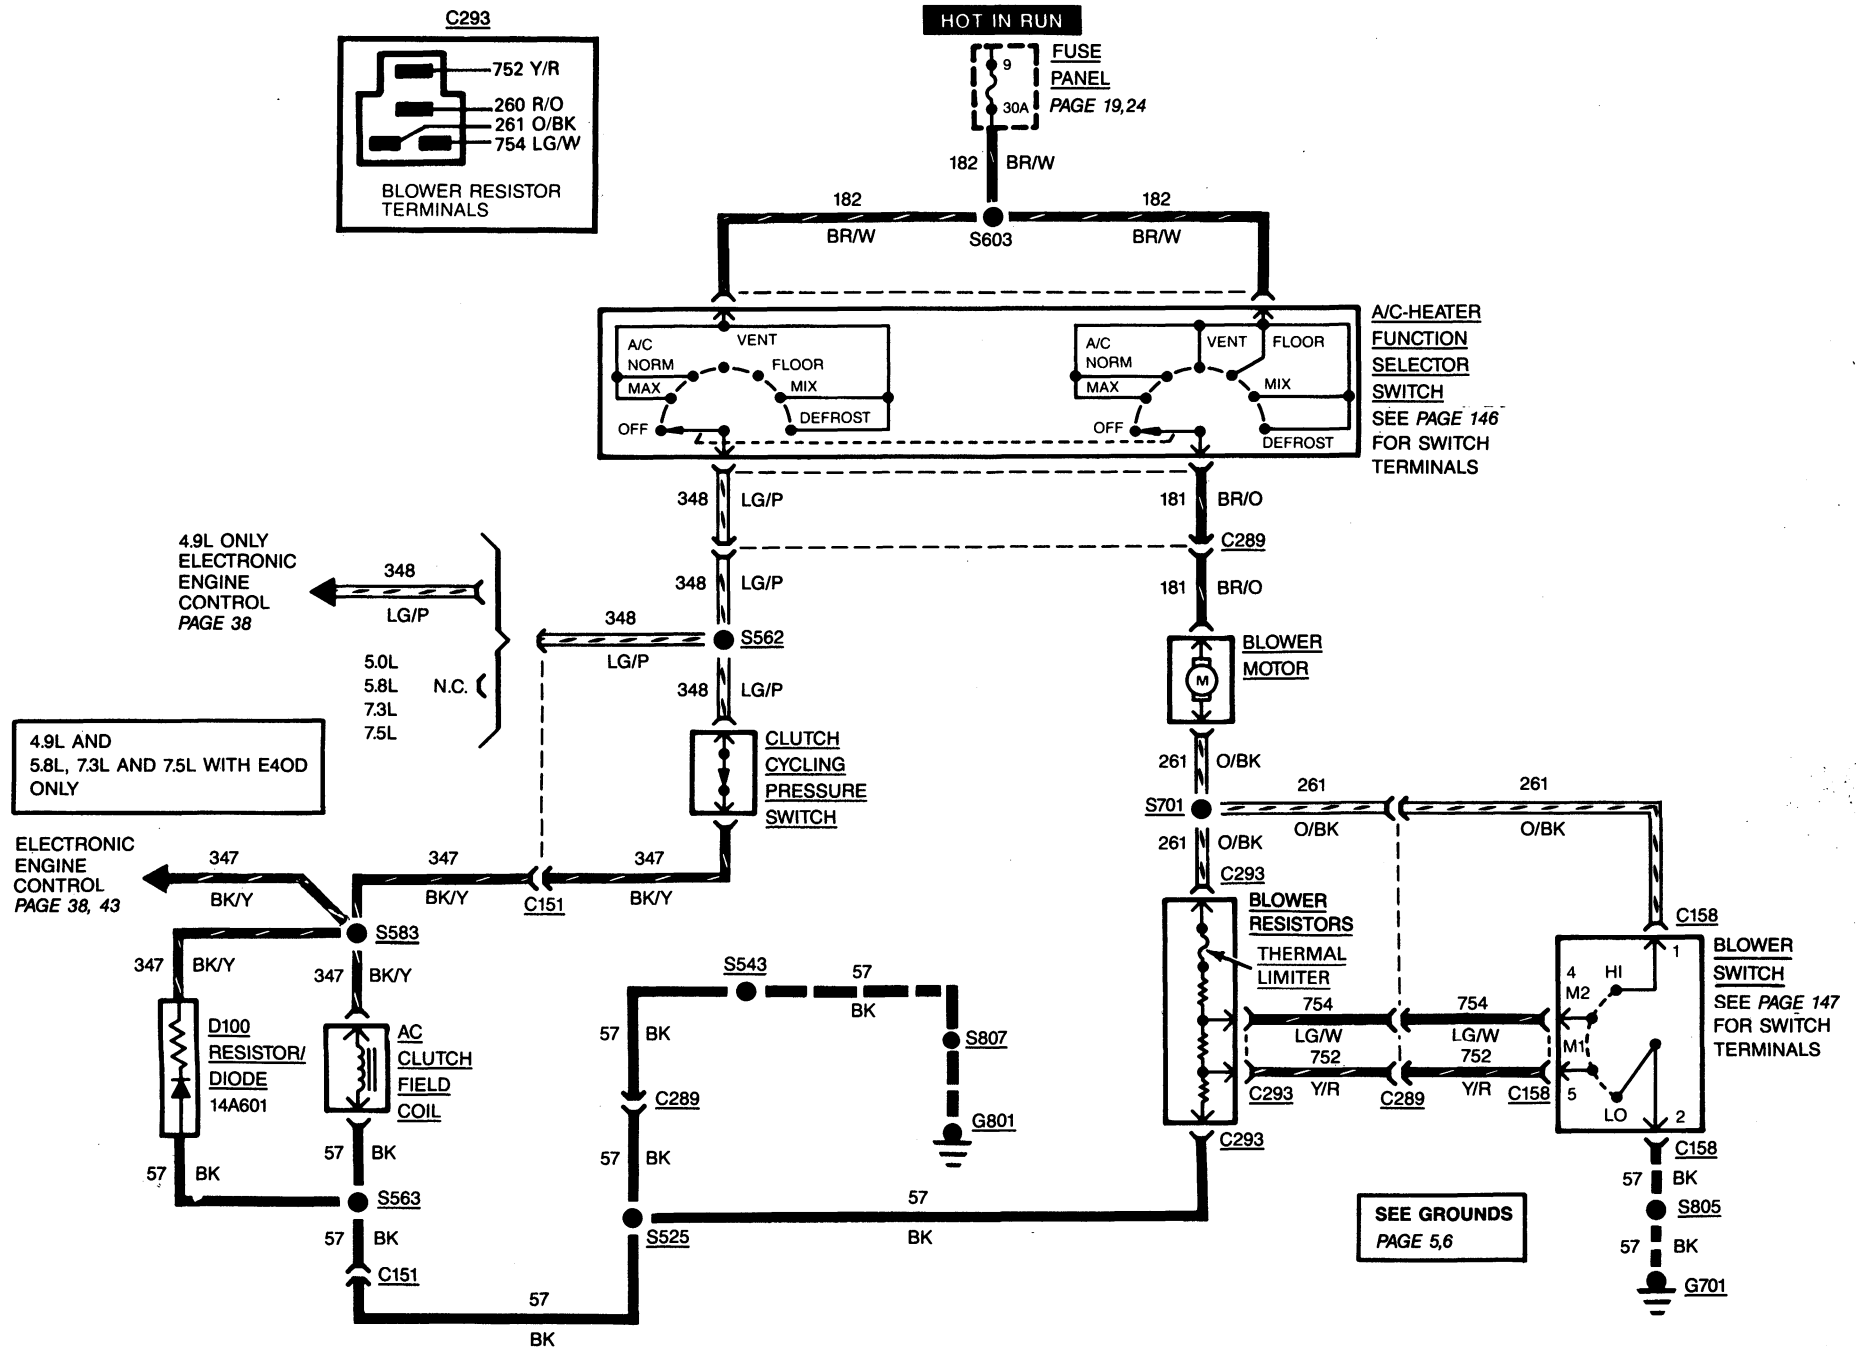 C293
752 Y/R
260 R/O
261 O/BK
754 LG/W
BLOWER RESISTOR
TERMINALS
HOT IN RUN
9
30A
FUSE
PANEL
PAGE 19,24
182 BR/W
182
BR/W
S603
182
BR/W
A/C
NORM
MAX
OFF
VENT
FLOOR
MIX
DEFROST
A/C
NORM
MAX
OFF
VENT
FLOOR
MIX
DEFROST
A/C-HEATER
FUNCTION
SELECTOR
SWITCH
SEE PAGE 146
FOR SWITCH
TERMINALS
348 LG/P
181 BR/O
C289
348 LG/P
181 BR/O
4.9L ONLY
ELECTRONIC
ENGINE
CONTROL
PAGE 38
348
LG/P
5.0L
5.8L
7.3L
7.5L
N.C.
348
LG/P
S562
348 LG/P
BLOWER
MOTOR
M
4.9L AND
5.8L, 7.3L AND 7.5L WITH E4OD
ONLY
CLUTCH
CYCLING
PRESSURE
SWITCH
261 O/BK
S701
261
O/BK
261
O/BK
261 O/BK
C293
ELECTRONIC
ENGINE
CONTROL
PAGE 38, 43
347
BK/Y
347
BK/Y
C151
347
BK/Y
S583
347 BK/Y
347 BK/Y
D100
RESISTOR/
DIODE
14A601
AC
CLUTCH
FIELD
COIL
57 BK
57 BK
S563
57 BK
C151
57
BK
S543
57
BK
57 BK
C289
57 BK
S525
57
BK
S807
G801
BLOWER
RESISTORS
THERMAL
LIMITER
754
LG/W
754
LG/W
752
Y/R
752
Y/R
C293
C289
C158
C293
C158
1
4
HI
M2
M1
5
LO
2
BLOWER
SWITCH
SEE PAGE 147
FOR SWITCH
TERMINALS
C158
57 BK
S805
57 BK
G701
SEE GROUNDS
PAGE 5,6